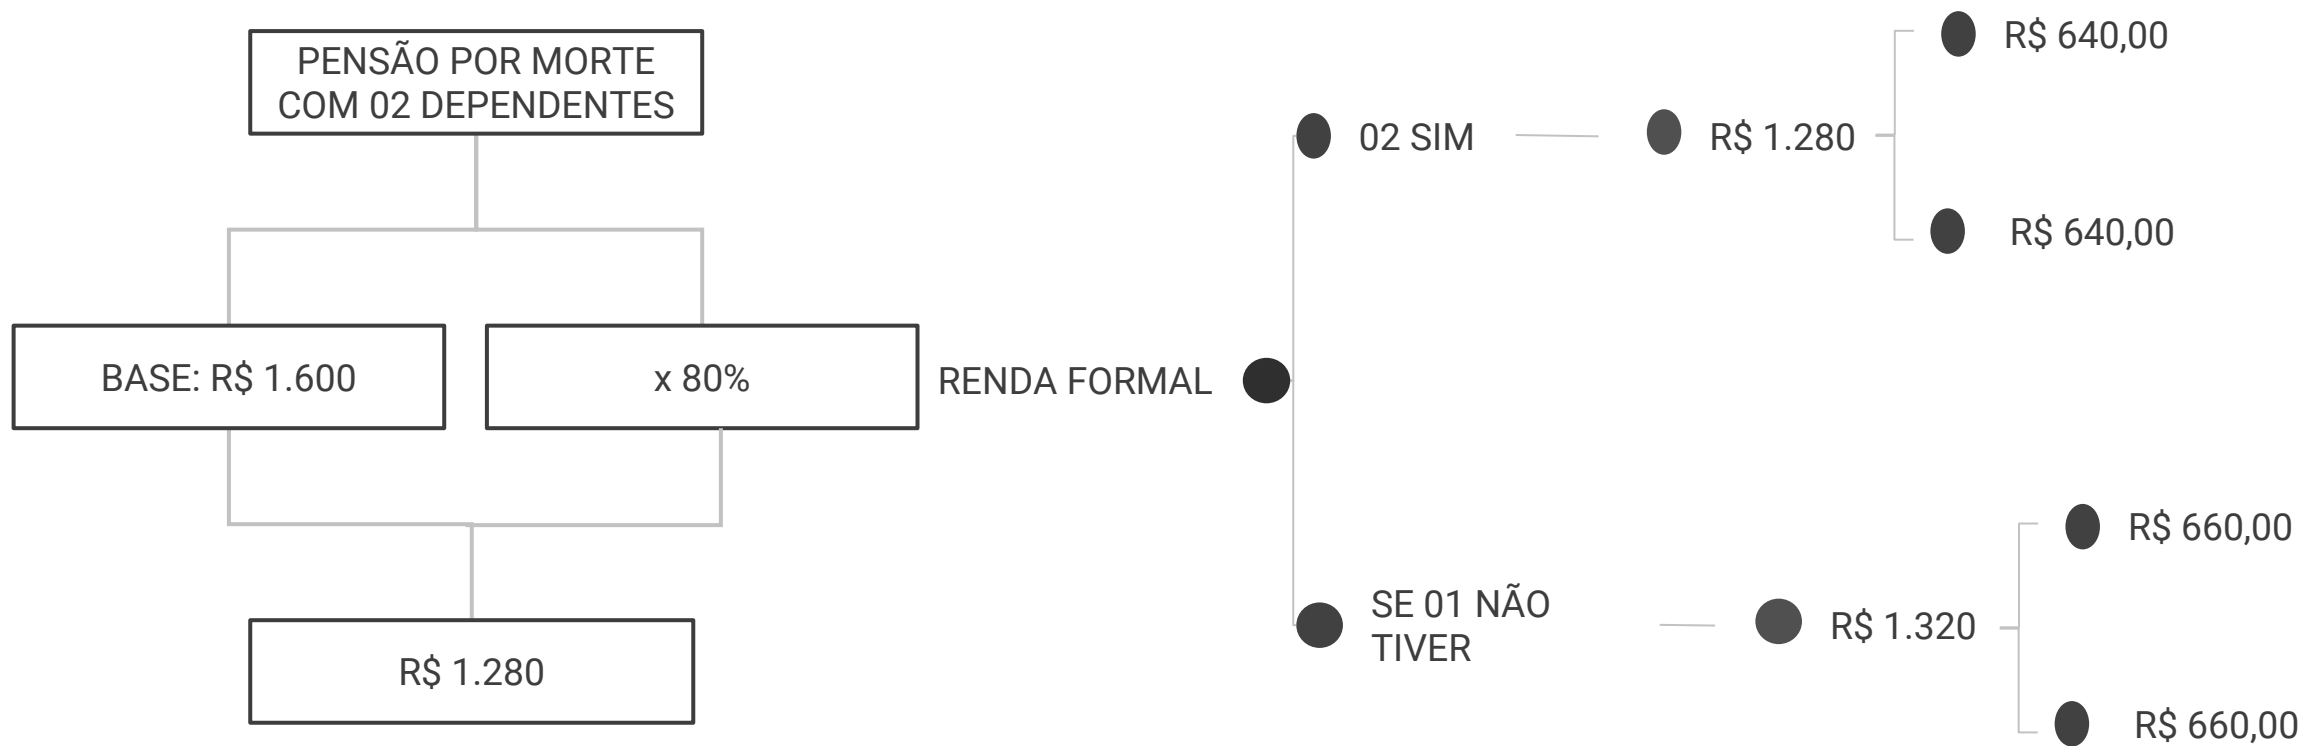 PENSÃO POR MORTE
COM 02 DEPENDENTES
BASE: R$ 1.600
x 80%
R$ 1.280
RENDA FORMAL
02 SIM
R$ 1.280
R$ 640,00
R$ 640,00
SE 01 NÃO
TIVER
R$ 1.320
R$ 660,00
R$ 660,00